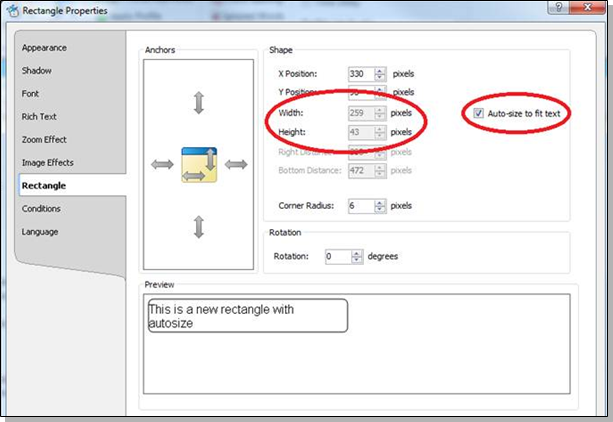 Rectangle Properties
Appearance
Shadow
Font
Rich Text
Zoom Effect
Image Effects
Rectangle
Conditions
Language
Anchors
Shape
X Position: 330 pixels
Y Position: pixels
Width: 259 pixels
Height: 43 pixels
Right Distance: pixels
Bottom Distance: 472 pixels
Corner Radius: 6 pixels
Auto-size to fit text
Rotation
Rotation: 0 degrees
Preview
This is a new rectangle with
autosize